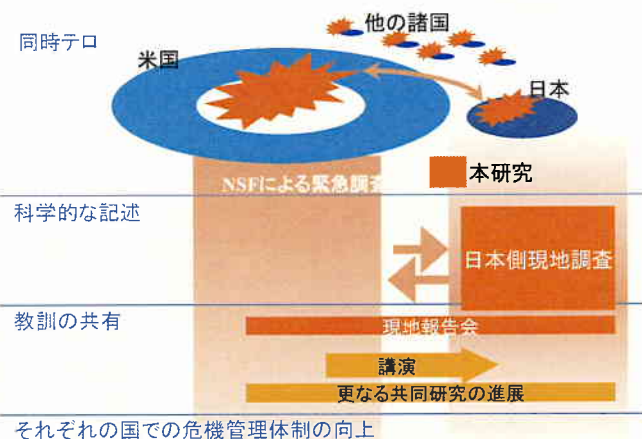 他の諸国
同時テロ
米国
日本
本研究
NSFによる緊急調査
科学的な記述
日本側現地調査
教訓の共有
現地報告会
講演
更なる共同研究の進展
それぞれの国での危機管理体制の向上